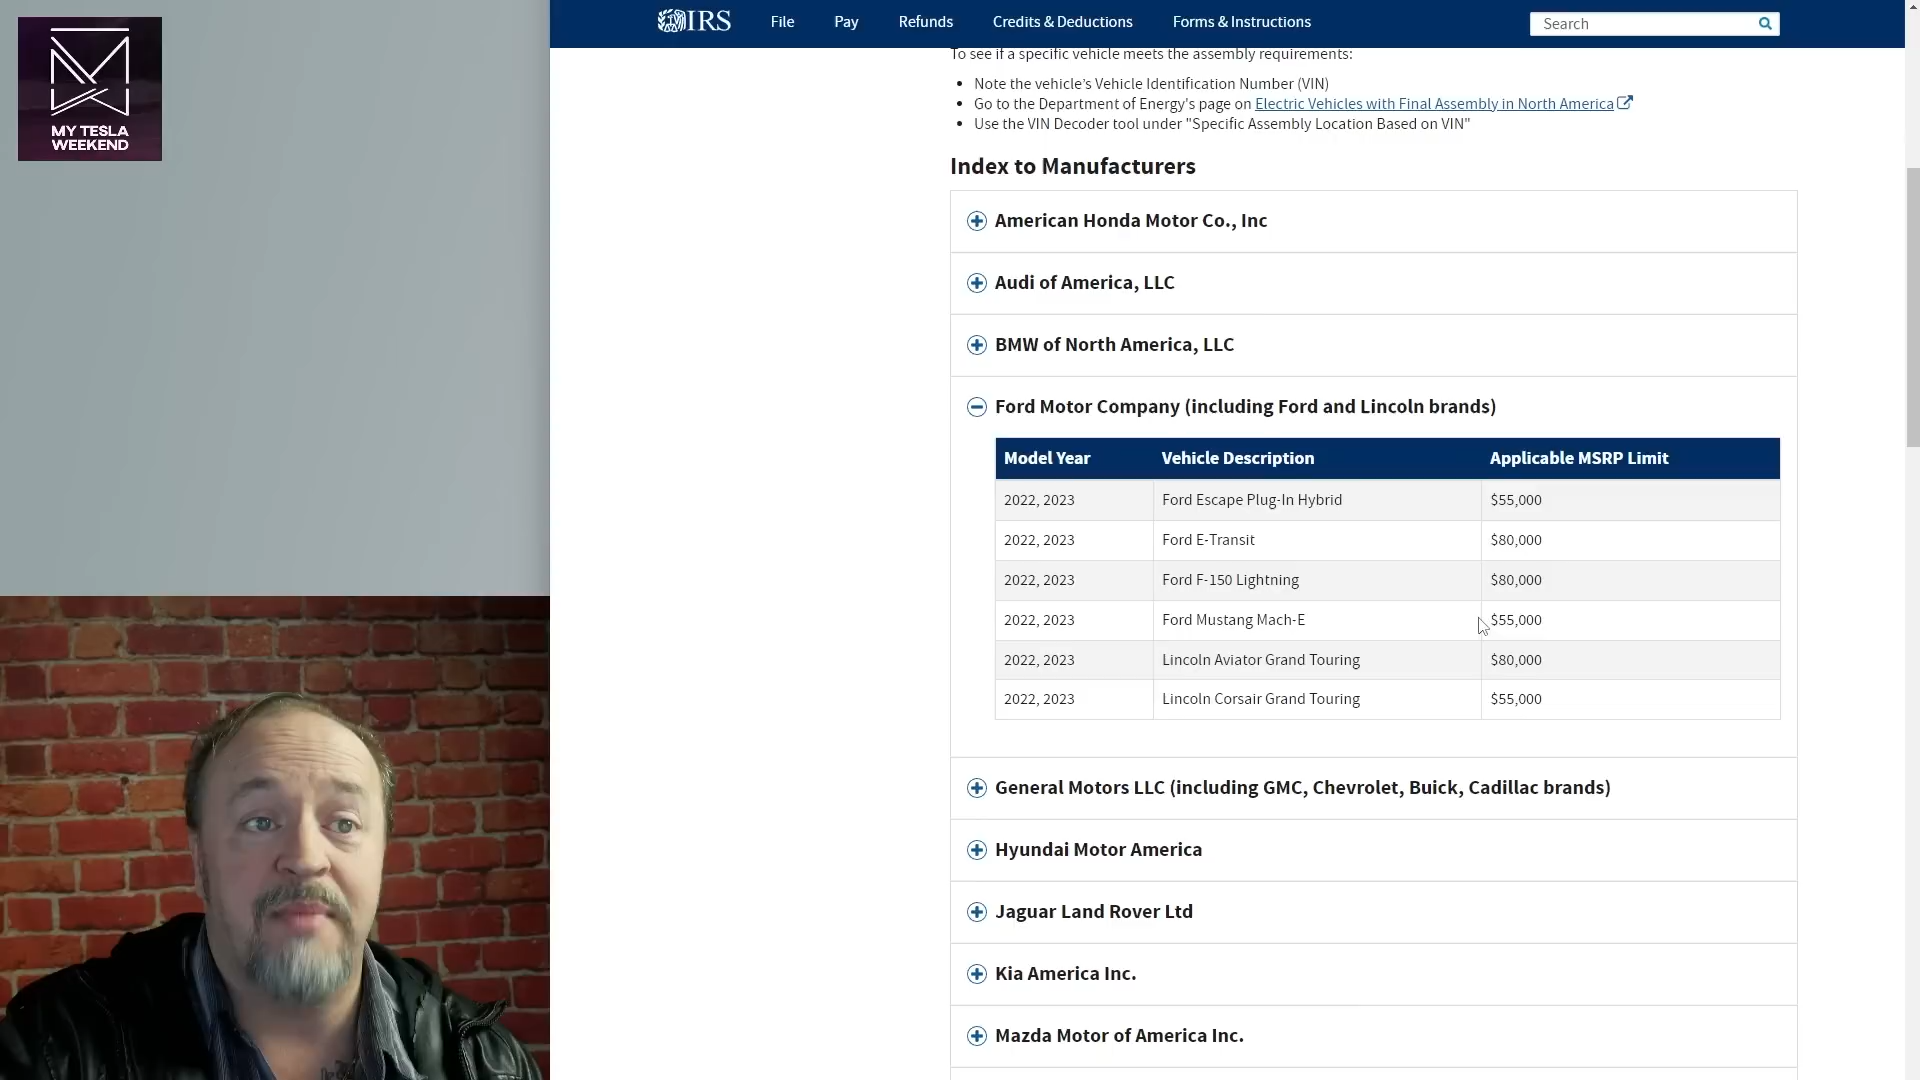 MY TESLA
WEEKEND
IRS File Pay Refunds Credits & Deductions Forms & Instructions Search
To see if a specific vehicle meets the assembly requirements:
• Note the vehicle's Vehicle Identification Number (VIN)
• Go to the Department of Energy's page on Electric Vehicles with Final Assembly in North America
• Use the VIN Decoder tool under "Specific Assembly Location Based on VIN"
Index to Manufacturers
American Honda Motor Co., Inc
Audi of America, LLC
BMW of North America, LLC
Ford Motor Company (including Ford and Lincoln brands)
Model Year Vehicle Description Applicable MSRP Limit
2022, 2023 Ford Escape Plug-In Hybrid $55,000
2022, 2023 Ford E-Transit $80,000
2022, 2023 Ford F-150 Lightning $80,000
2022, 2023 Ford Mustang Mach-E $55,000
2022, 2023 Lincoln Aviator Grand Touring $80,000
2022, 2023 Lincoln Corsair Grand Touring $55,000
General Motors LLC (including GMC, Chevrolet, Buick, Cadillac brands)
Hyundai Motor America
Jaguar Land Rover Ltd
Kia America Inc.
Mazda Motor of America Inc.